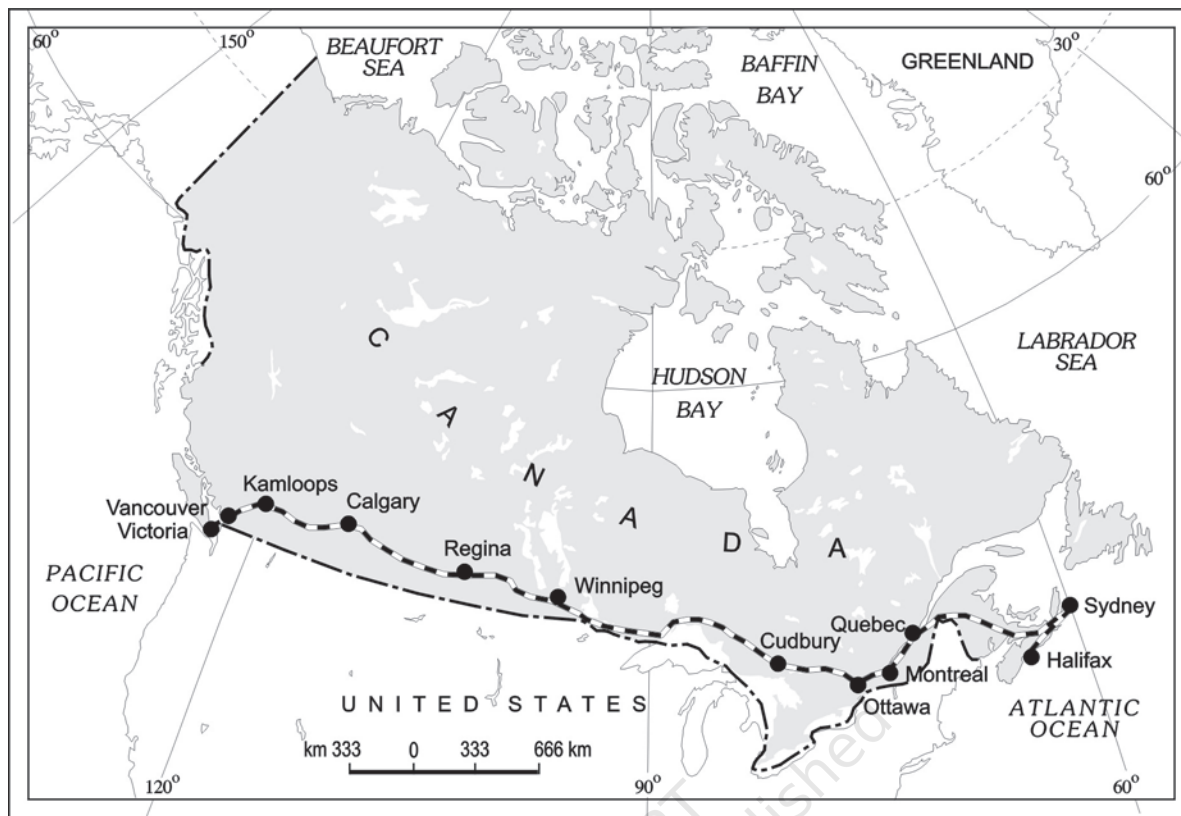 60°
150°
BEAUFORT
SEA
BAFFIN
BAY
GREENLAND
30°
60°
LABRADOR
SEA
HUDSON
BAY
C
A
N
A
D
A
Kamloops
Vancouver
Victoria
Calgary
Regina
Winnipeg
PACIFIC
OCEAN
Cudbury
Quebec
Sydney
Montreal
Halifax
Ottawa
ATLANTIC
OCEAN
UNITED STATES
km 333 0 333 666 km
120°
90°
60°